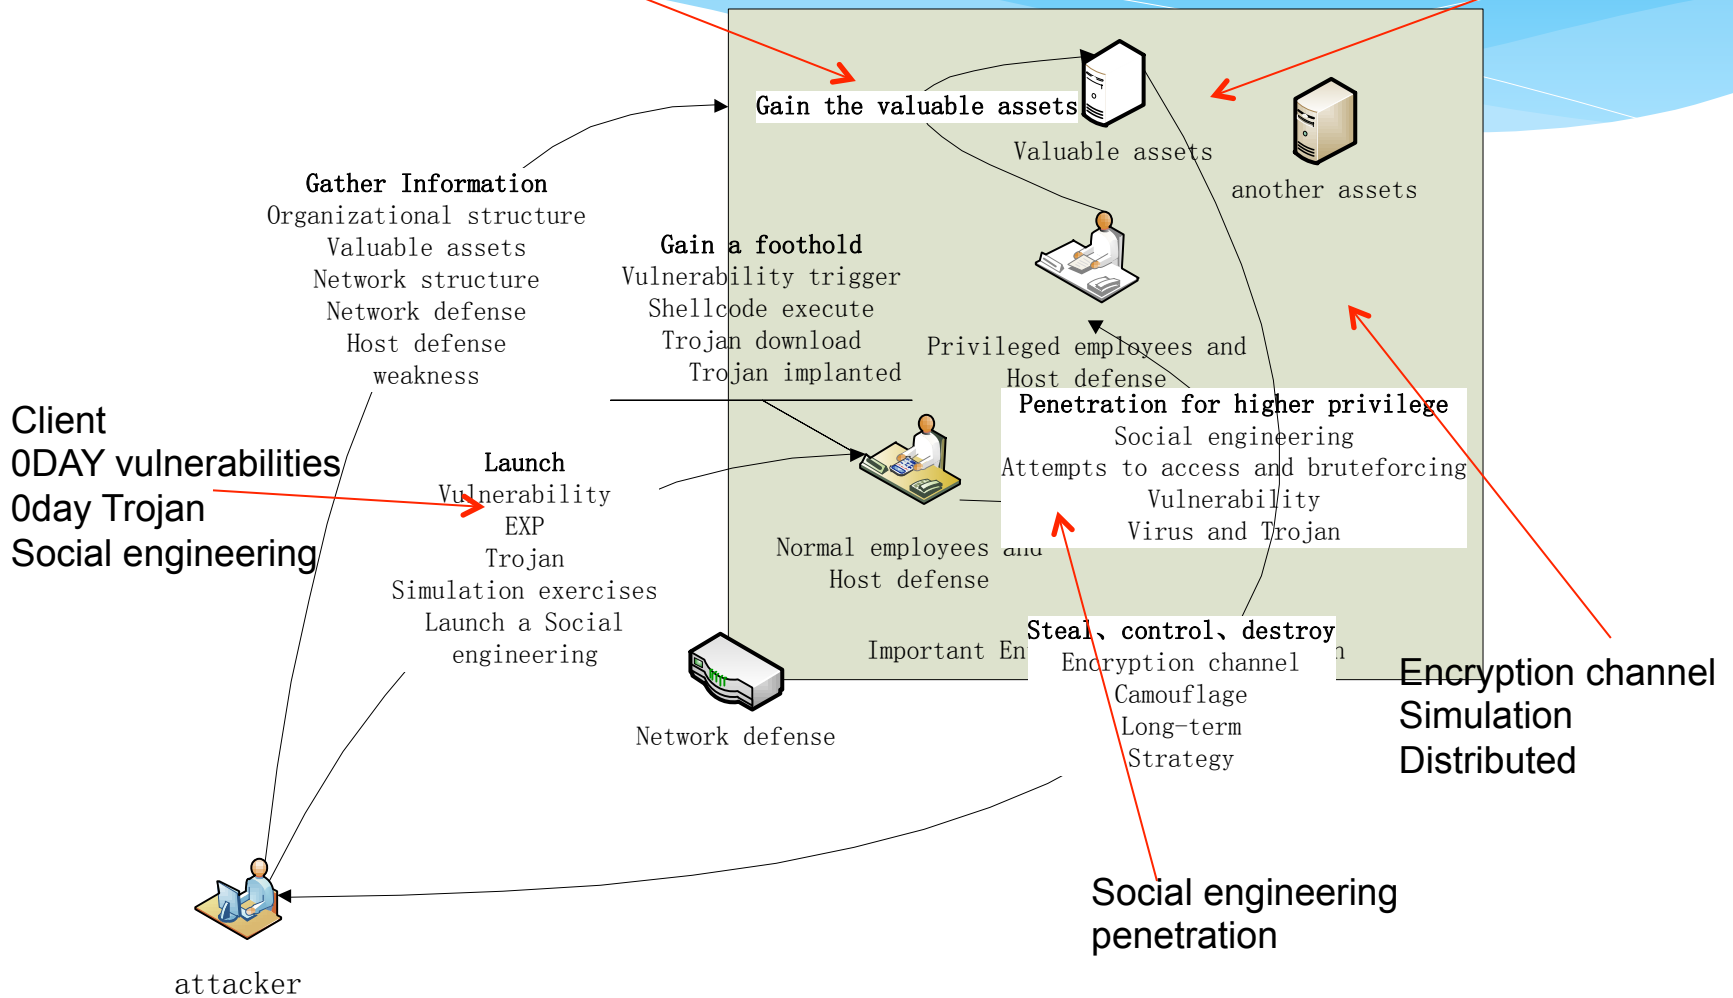 Gain the valuable assets
Valuable assets
another assets
Gather Information
Organizational structure
Valuable assets
Network structure
Network defense
Host defense
weakness
Gain a foothold
Vulnerability trigger
Shellcode execute
Trojan download
Trojan implanted
Privileged employees and
Host defense
Penetration for higher privilege
Social engineering
Attempts to access and bruteforcing
Vulnerability
Virus and Trojan
Client
0DAY vulnerabilities
0day Trojan
Social engineering
Launch
Vulnerability
EXP
Trojan
Simulation exercises
Launch a Social
engineering
Normal employees and
Host defense
Important
Steal、control、destroy
Encryption channel
Camouflage
Long-term
Strategy
Network defense
Encryption channel
Simulation
Distributed
Social engineering
penetration
attacker